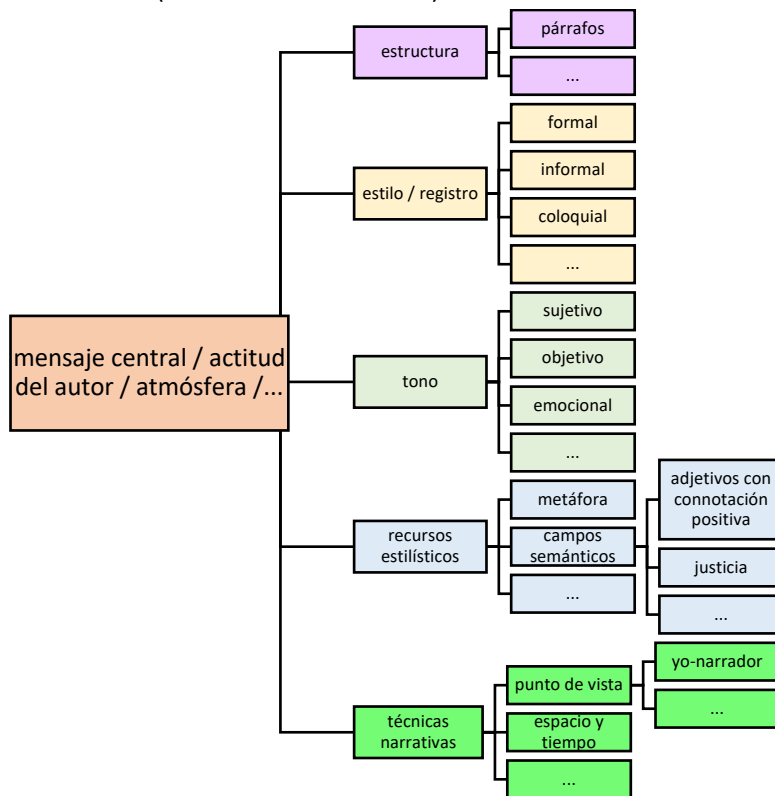 estructura
párrafos
...
estilo / registro
formal
informal
coloquial
...
mensaje central / actitud
del autor / atmósfera /...
tono
sujetivo
objetivo
emocional
...
recursos
estilísticos
metáfora
campos
semánticos
...
adjetivos con
connotación
positiva
justicia
...
técnicas
narrativas
punto de vista
espacio y
tiempo
...
yo-narrador
...